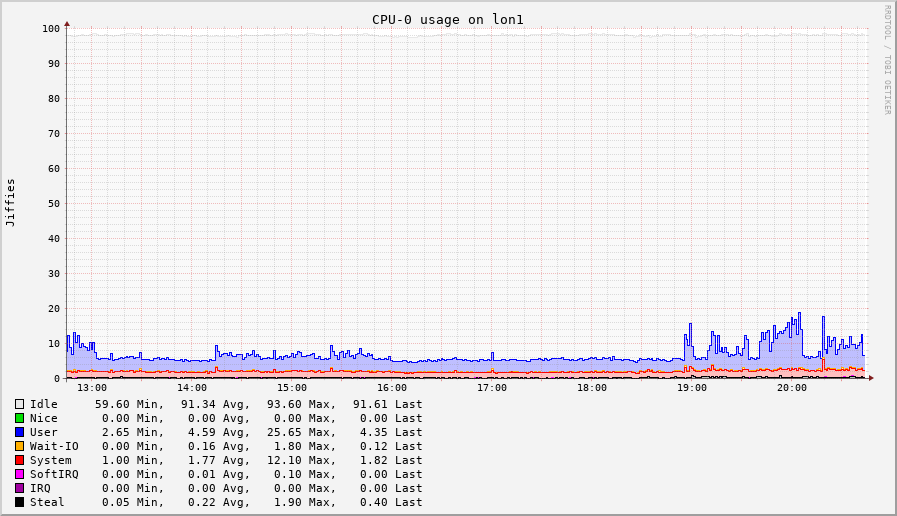 CPU-0 usage on lon1
RRDTOOL / TOBI OETIKER
Jiffies
100
90
80
70
60
50
40
30
20
10
0
13:00 14:00 15:00 16:00 17:00 18:00 19:00 20:00
Idle 59.60 Min, 91.34 Avg, 93.60 Max, 91.61 Last
Nice 0.00 Min, 0.00 Avg, 0.00 Max, 0.00 Last
User 2.65 Min, 4.59 Avg, 25.65 Max, 4.35 Last
Wait-IO 0.00 Min, 0.16 Avg, 1.80 Max, 0.12 Last
System 1.00 Min, 1.77 Avg, 12.10 Max, 1.82 Last
SoftIRQ 0.00 Min, 0.01 Avg, 0.10 Max, 0.00 Last
IRQ 0.00 Min, 0.00 Avg, 0.00 Max, 0.00 Last
Steal 0.05 Min, 0.22 Avg, 1.90 Max, 0.40 Last